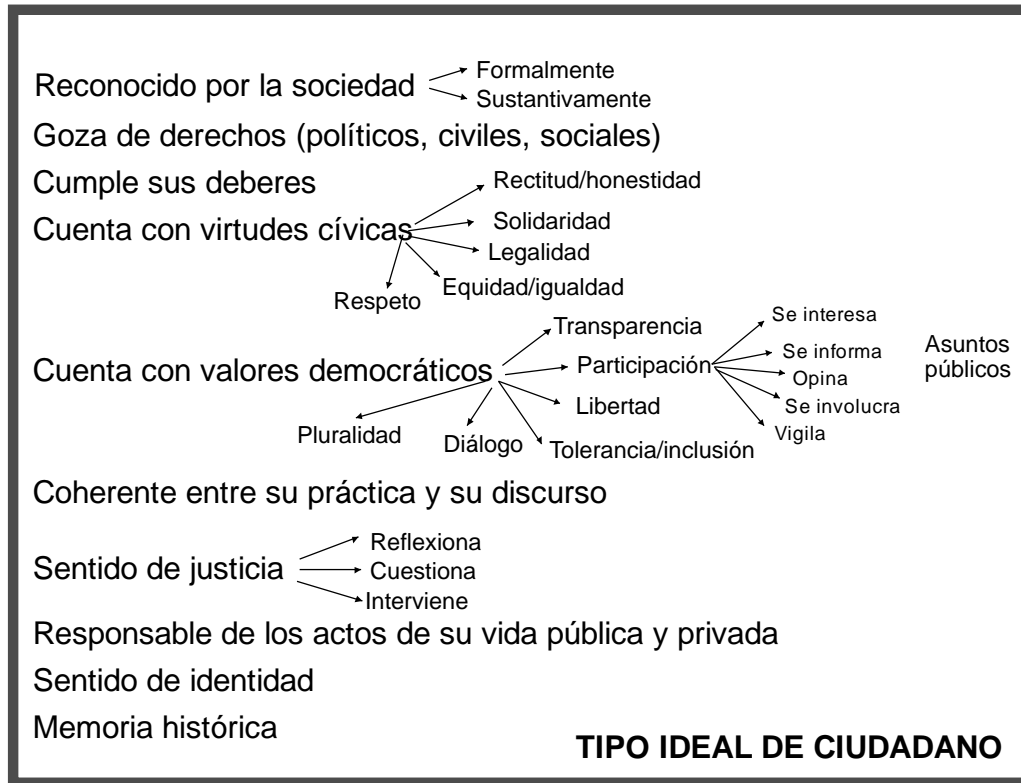 Reconocido por la sociedad
Formalmente
Sustantivamente
Goza de derechos (políticos, civiles, sociales)
Cumple sus deberes
Cuenta con virtudes cívicas
Rectitud/honestidad
Solidaridad
Legalidad
Equidad/igualdad
Respeto
Cuenta con valores democráticos
Transparencia
Participación
Libertad
Tolerancia/inclusión
Diálogo
Pluralidad
Se interesa
Se informa
Opina
Se involucra
Vigila
Asuntos
públicos
Coherente entre su práctica y su discurso
Sentido de justicia
Reflexiona
Cuestiona
Interviene
Responsable de los actos de su vida pública y privada
Sentido de identidad
Memoria histórica
TIPO IDEAL DE CIUDADANO